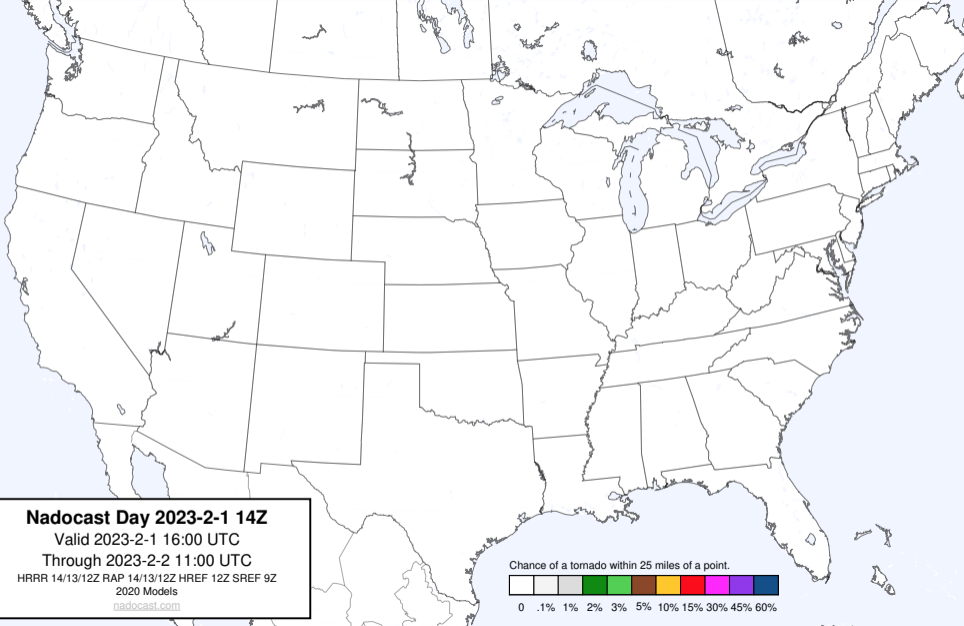 Nadocast Day 2023-2-1 14Z
Valid 2023-2-1 16:00 UTC
Through 2023-2-2 11:00 UTC
HRRR 14/13/12Z RAP 14/13/12Z HREF 12Z SREF 9Z
2020 Models
nadocast.com
Chance of a tornado within 25 miles of a point.
0 .1% 1% 2% 3% 5% 10% 15% 30% 45% 60%